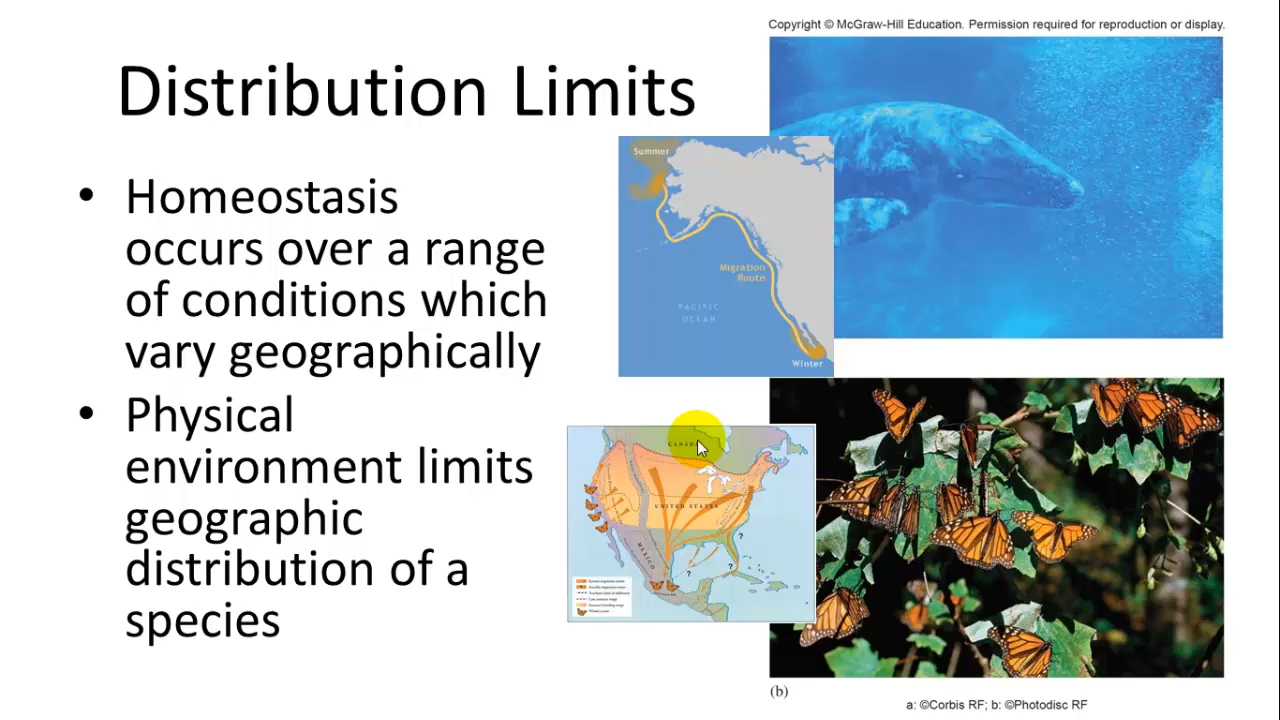 Copyright © McGraw-Hill Education. Permission required for reproduction or display.
Distribution Limits
• Homeostasis
occurs over a range
of conditions which
vary geographically
• Physical
environment limits
geographic
distribution of a
species
Summer
Migration
Route
PACIFIC
OCEAN
Winter
CANADA
UNITED STATES
MEXICO
?
?
?
(b)
a: ©Corbis RF; b: ©Photodisc RF